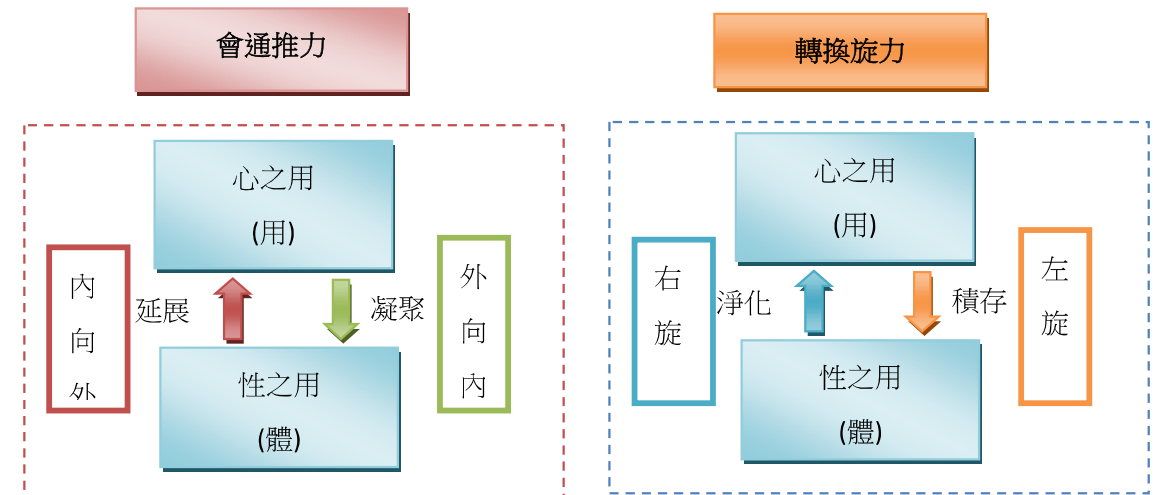 會通推力
心之用
(用)
內
向
外
延展
凝聚
外
向
內
性之用
(體)
轉換旋力
心之用
(用)
右
旋
淨化
積存
左
旋
性之用
(體)